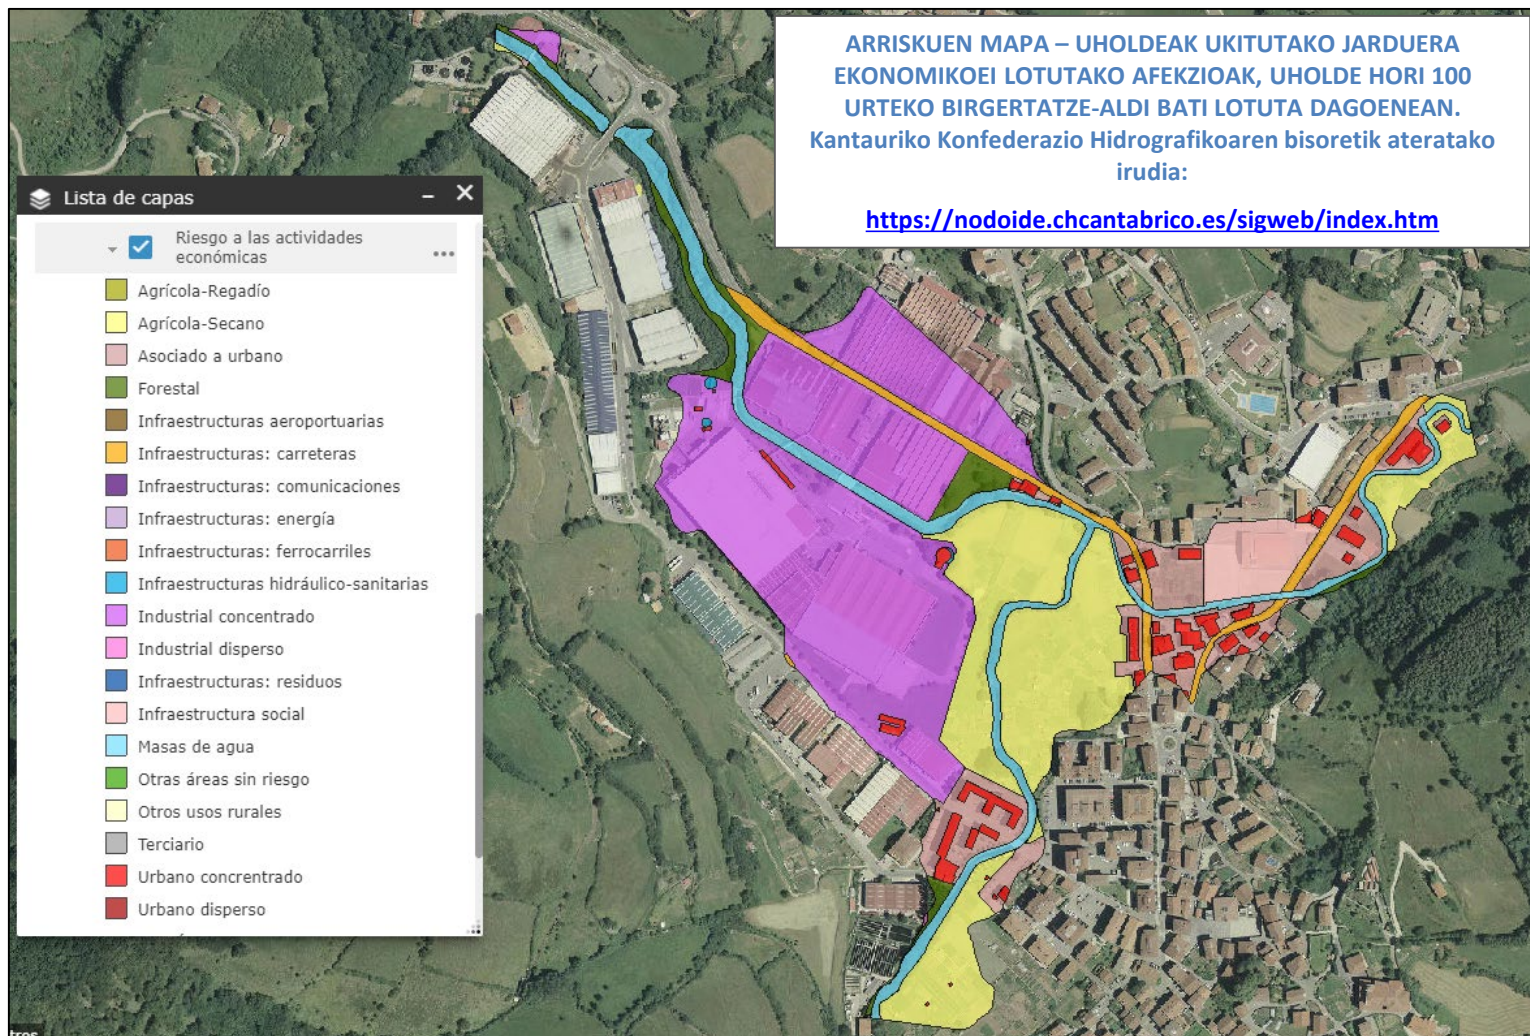 ARRISKUEN MAPA – UHOLDEAK UKITUTAKO JARDUERA
EKONOMIKOEI LOTUTAKO AFEKZIOAK, UHOLDE HORI 100
URTEKO BIRGERTATZE-ALDI BATI LOTUTA DAGOENEAN.
Kantauriko Konfederazio Hidrografikoaren bisoretik ateratako
irudia:
https://nodoide.chcantabrico.es/sigweb/index.htm
Lista de capas
Riesgo a las actividades
económicas
Agrícola-Regadío
Agrícola-Secano
Asociado a urbano
Forestal
Infraestructuras aeroportuarias
Infraestructuras: carreteras
Infraestructuras: comunicaciones
Infraestructuras: energía
Infraestructuras: ferrocarriles
Infraestructuras hidráulico-sanitarias
Industrial concentrado
Industrial disperso
Infraestructuras: residuos
Infraestructura social
Masas de agua
Otras áreas sin riesgo
Otros usos rurales
Terciario
Urbano concrentrado
Urbano disperso